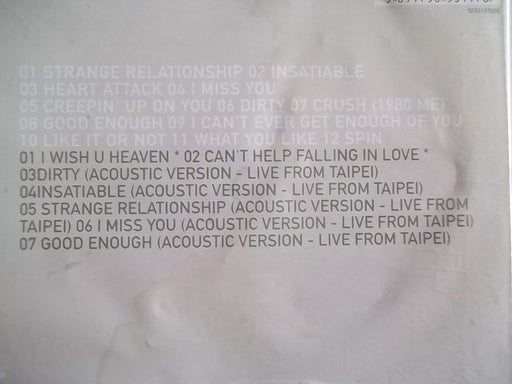 5051197008
01 STRANGE RELATIONSHIP 02 INSATIABLE
03 HEART ATTACK 04 I MISS YOU
05 CREEPIN' UP ON YOU 06 DIRTY 07 CRUSH (1980 ME)
08 GOOD ENOUGH 09 I CAN'T EVER GET ENOUGH OF YOU
10 LIKE IT OR NOT 11 WHAT YOU LIKE 12 SPIN
01 I WISH U HEAVEN * 02 CAN'T HELP FALLING IN LOVE *
03DIRTY (ACOUSTIC VERSION - LIVE FROM TAIPEI)
04INSATIABLE (ACOUSTIC VERSION - LIVE FROM TAIPEI)
05 STRANGE RELATIONSHIP (ACOUSTIC VERSION - LIVE FROM
TAIPEI) 06 I MISS YOU (ACOUSTIC VERSION - LIVE FROM TAIPEI)
07 GOOD ENOUGH (ACOUSTIC VERSION - LIVE FROM TAIPEI)